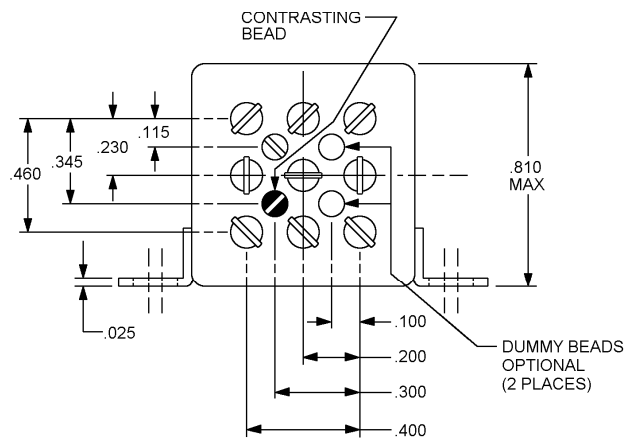 CONTRASTING
BEAD
.115
.230
.345
.460
.810
MAX
.025
.100
.200
.300
.400
DUMMY BEADS
OPTIONAL
(2 PLACES)